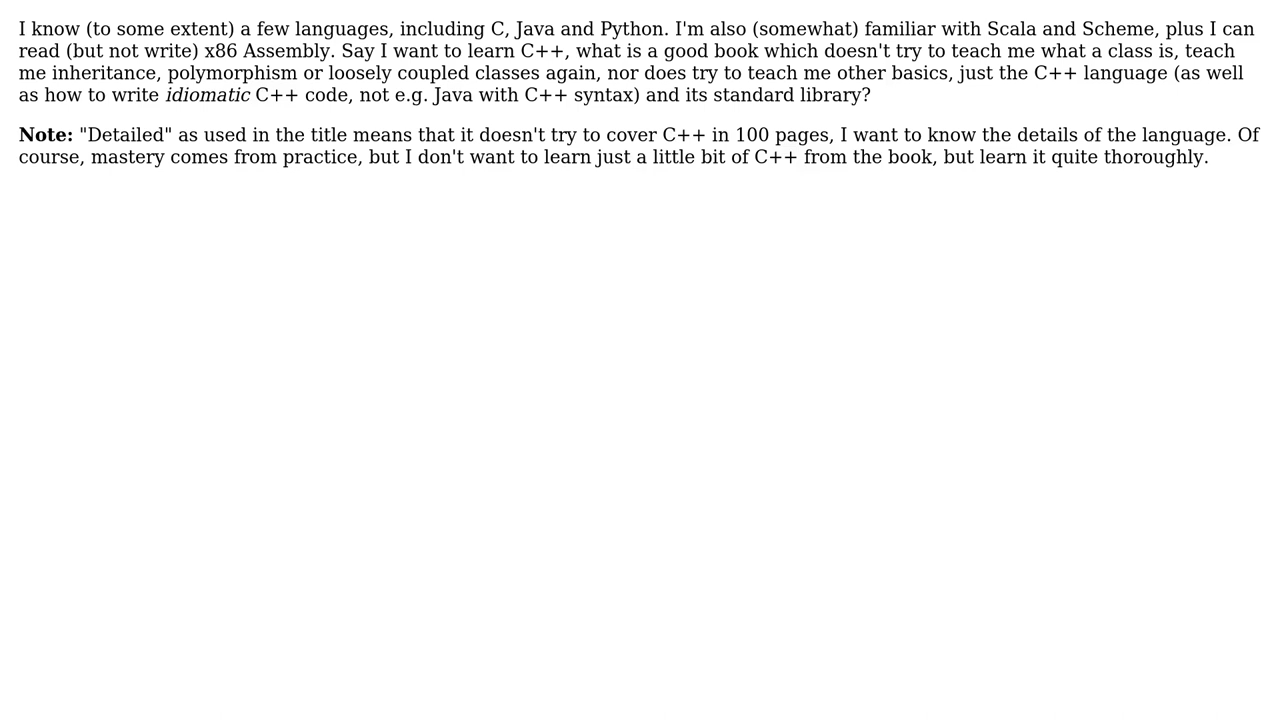 I know (to some extent) a few languages, including C, Java and Python. I'm also (somewhat) familiar with Scala and Scheme, plus I can
read (but not write) x86 Assembly. Say I want to learn C++, what is a good book which doesn't try to teach me what a class is, teach
me inheritance, polymorphism or loosely coupled classes again, nor does try to teach me other basics, just the C++ language (as well
as how to write idiomatic C++ code, not e.g. Java with C++ syntax) and its standard library?
Note: "Detailed" as used in the title means that it doesn't try to cover C++ in 100 pages, I want to know the details of the language. Of
course, mastery comes from practice, but I don't want to learn just a little bit of C++ from the book, but learn it quite thoroughly.